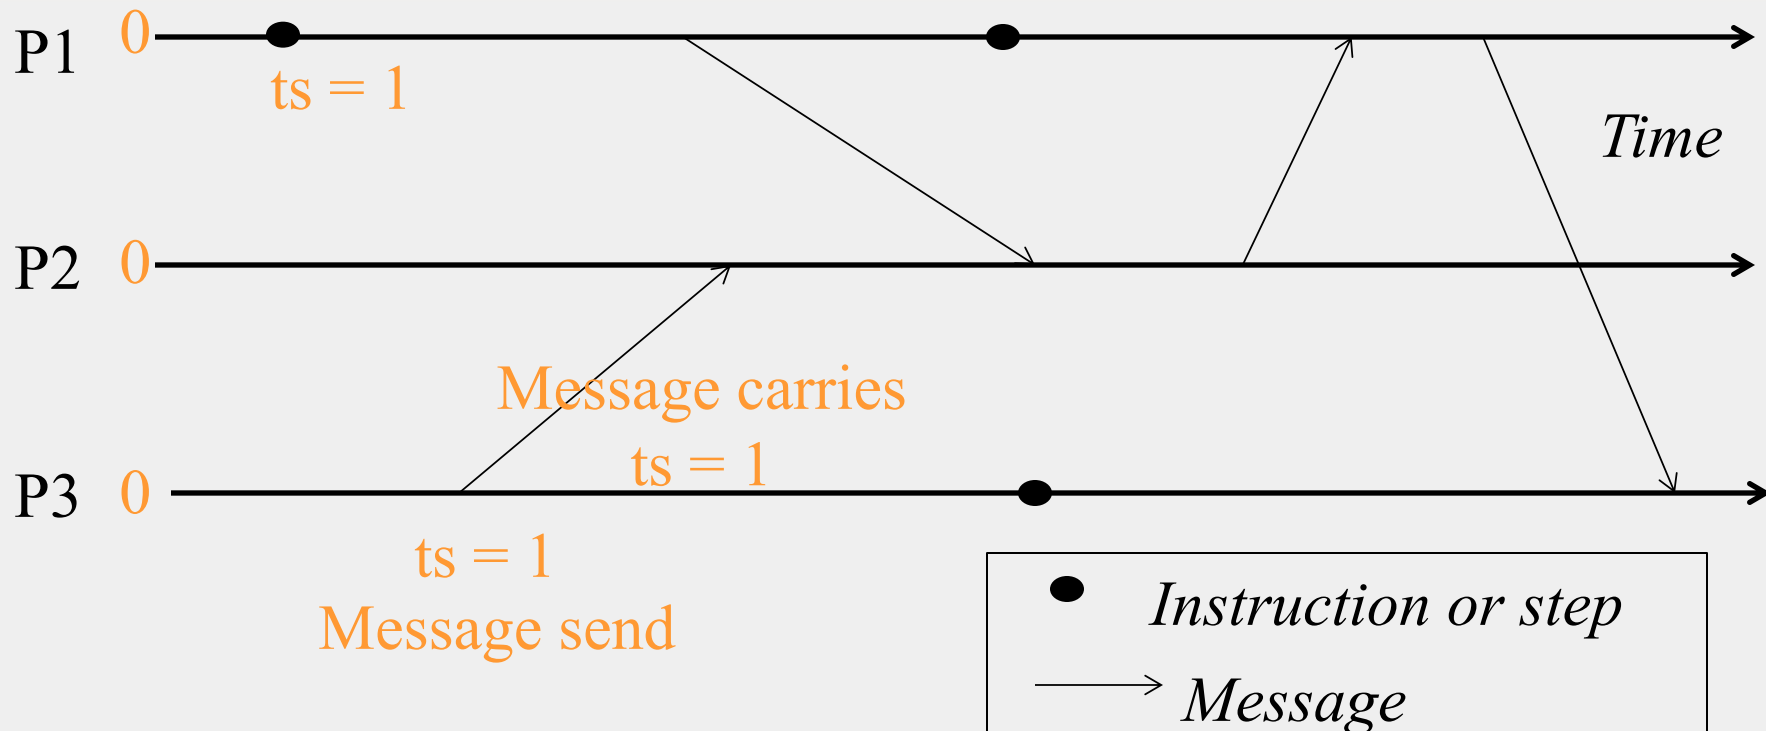 P1 0
ts = 1
Time
P2 0
Message carries
ts = 1
P3 0
ts = 1
Message send
Instruction or step
Message